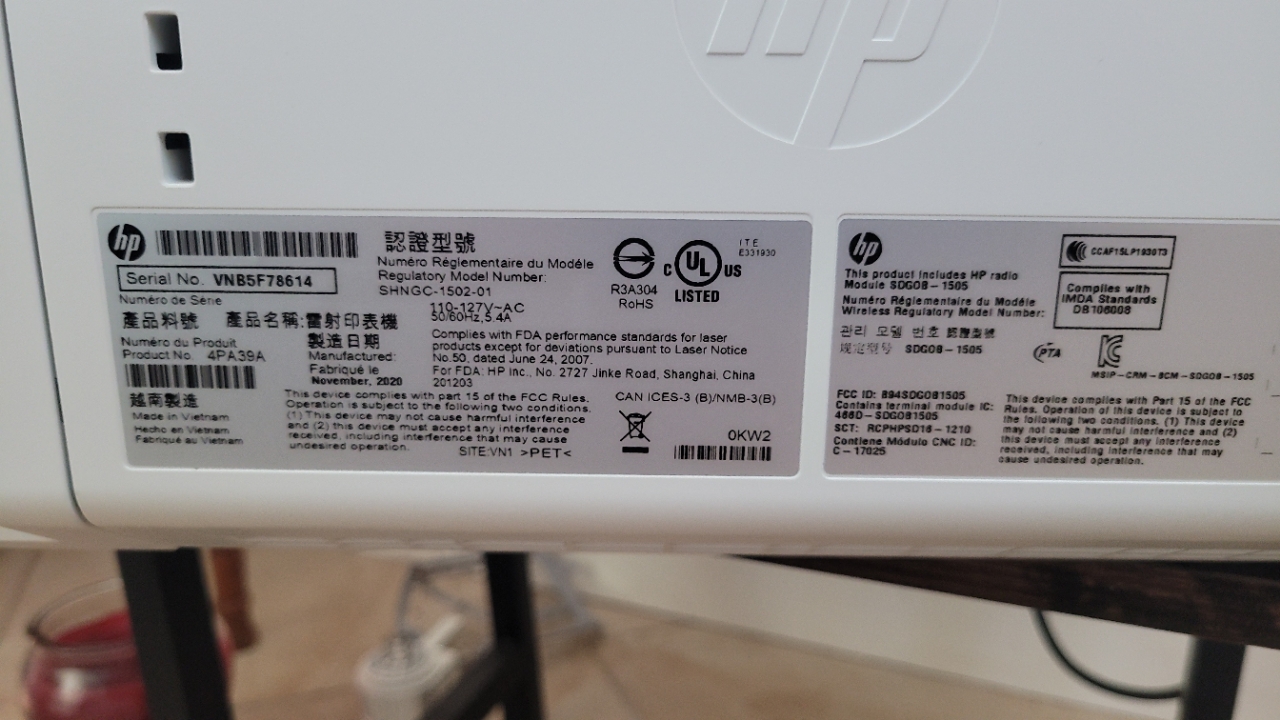 hp
hp
Serial No. VNB5F78614
Numéro de Série
產品料號
產品名稱:雷射印表機
Numéro du Produit
Product No. 4PA39A
製造日期
Manufactured:
Fabriqué le
November, 2020
越南製造
Made in Vietnam
Hecho en Vietnam
Fabriqué au Vietnam
認證型號
Numéro Réglementaire du Modéle
Regulatory Model Number:
SHNGC-1502-01
110-127V~AC
50/60Hz, 5.4A
Complies with FDA performance standards for laser
products except for deviations pursuant to Laser Notice
No.50, dated June 24, 2007.
For FDA: HP Inc., No. 2727 Jinke Road, Shanghai, China
201203
This device complies with part 15 of the FCC Rules.
Operation is subject to the following two conditions.
(1) This device may not cause harmful interference
and (2) this device must accept any interference
received, including interference that may cause
undesired operation.
SITE:VN1 >PET<
R3A304
RoHS
C UL US
LISTED
ITE
E331930
CAN ICES-3 (B)/NMB-3(B)
0KW2
hp
This product includes HP radio
Module SDGOB-1505
Numéro Réglementaire du Modéle
Wireless Regulatory Model Number:
관리 모델 번호 認證型號
规定型号 SDGOB-1505
CCAF15LP1930T3
Complies with
IMDA Standards
DB106008
PTA
MSIP-CRM-BCM-SDGOB-1505
FCC ID: B94SDGOB1505
Contains terminal module IC:
466D-SDGOB1505
SCT: RCPHPSD16-1210
Contiene Módulo CNC ID:
C-17025
This device complies with Part 15 of the FCC
Rules. Operation of this device is subject to
the following two conditions. (1) This device
may not cause harmful interference and (2)
this device must accept any interference
received, including interference that may
cause undesired operation.